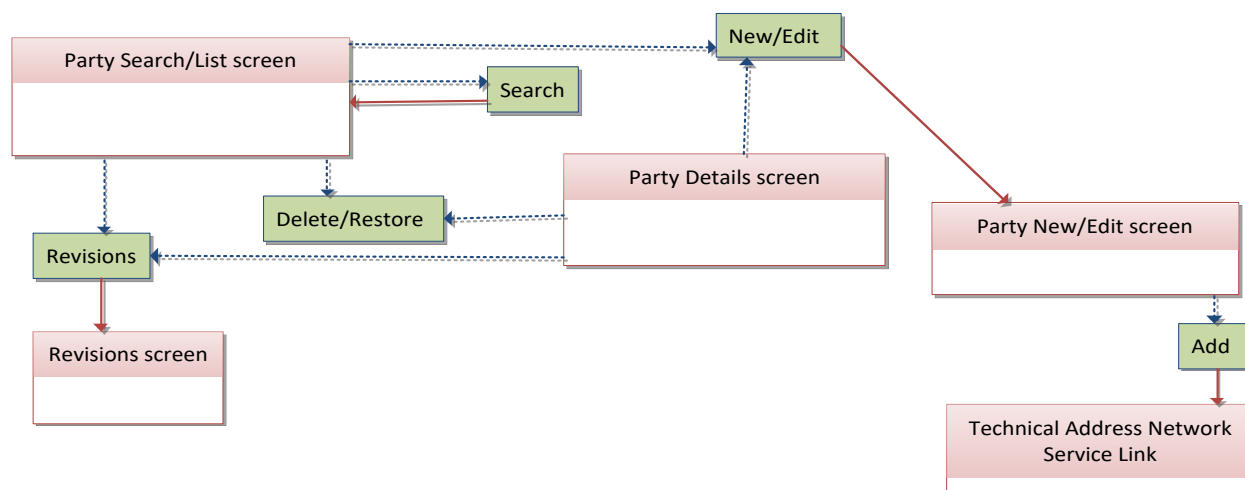 New/Edit
Party Search/List screen
Search
Party Details screen
Delete/Restore
Party New/Edit screen
Revisions
Add
Revisions screen
Technical Address Network
Service Link